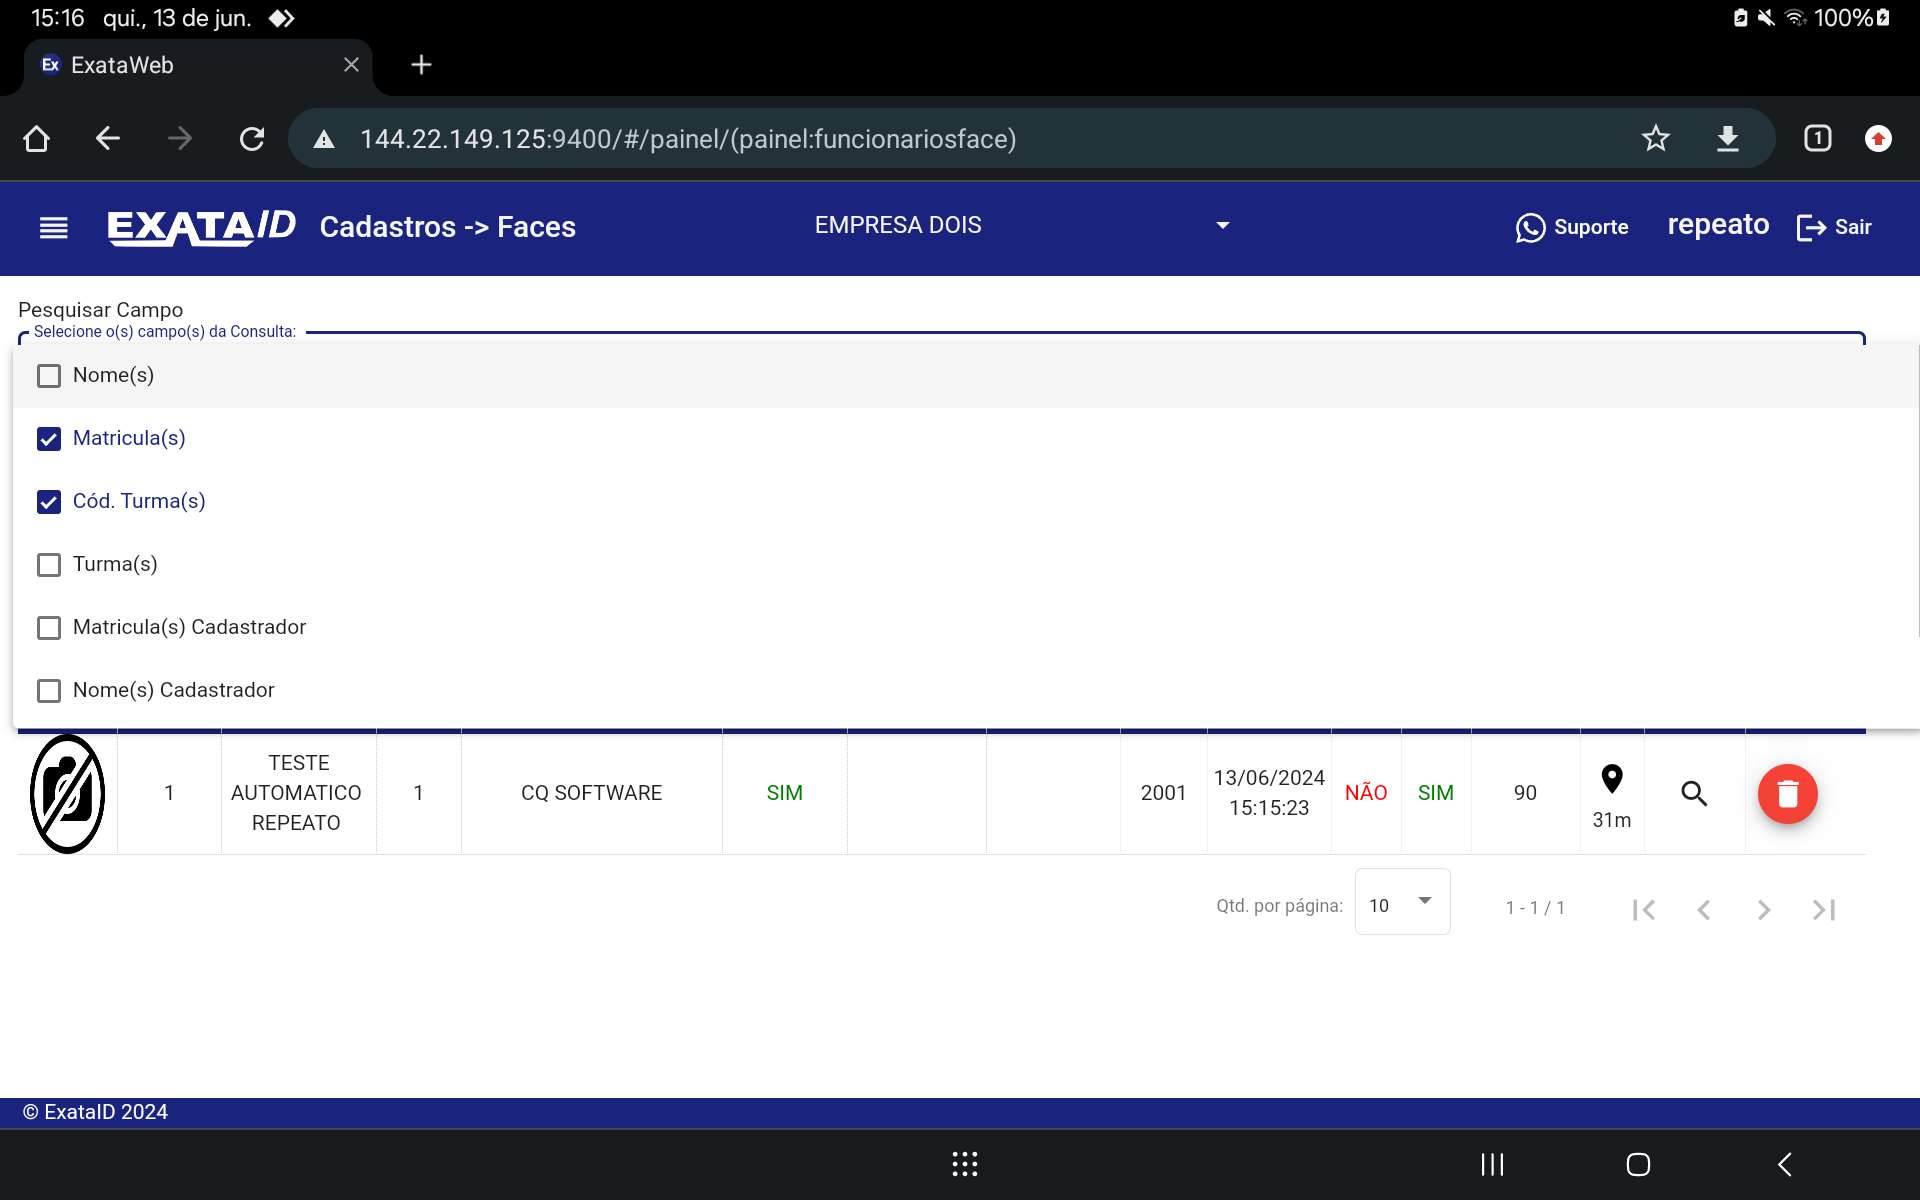 15:16 qui., 13 de jun. 100%
Ex ExataWeb
144.22.149.125:9400/#/painel/(painel:funcionariosface) 1
EXATAID Cadastros -> Faces EMPRESA DOIS Suporte repeato Sair
Pesquisar Campo
Selecione o(s) campo(s) da Consulta:
Nome(s)
Matricula(s)
Cód. Turma(s)
Turma(s)
Matricula(s) Cadastrador
Nome(s) Cadastrador
1 TESTE AUTOMATICO REPEATO 1 CQ SOFTWARE SIM 2001 13/06/2024 15:15:23 NÃO SIM 90 31m
Qtd. por página: 10 1 - 1 / 1
© ExataID 2024